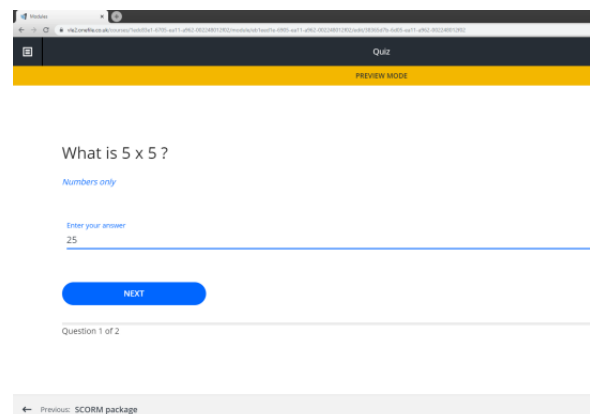 Modules
Quiz
PREVIEW MODE
What is 5 x 5 ?
Numbers only
Enter your answer
25
NEXT
Question 1 of 2
← Previous: SCORM package